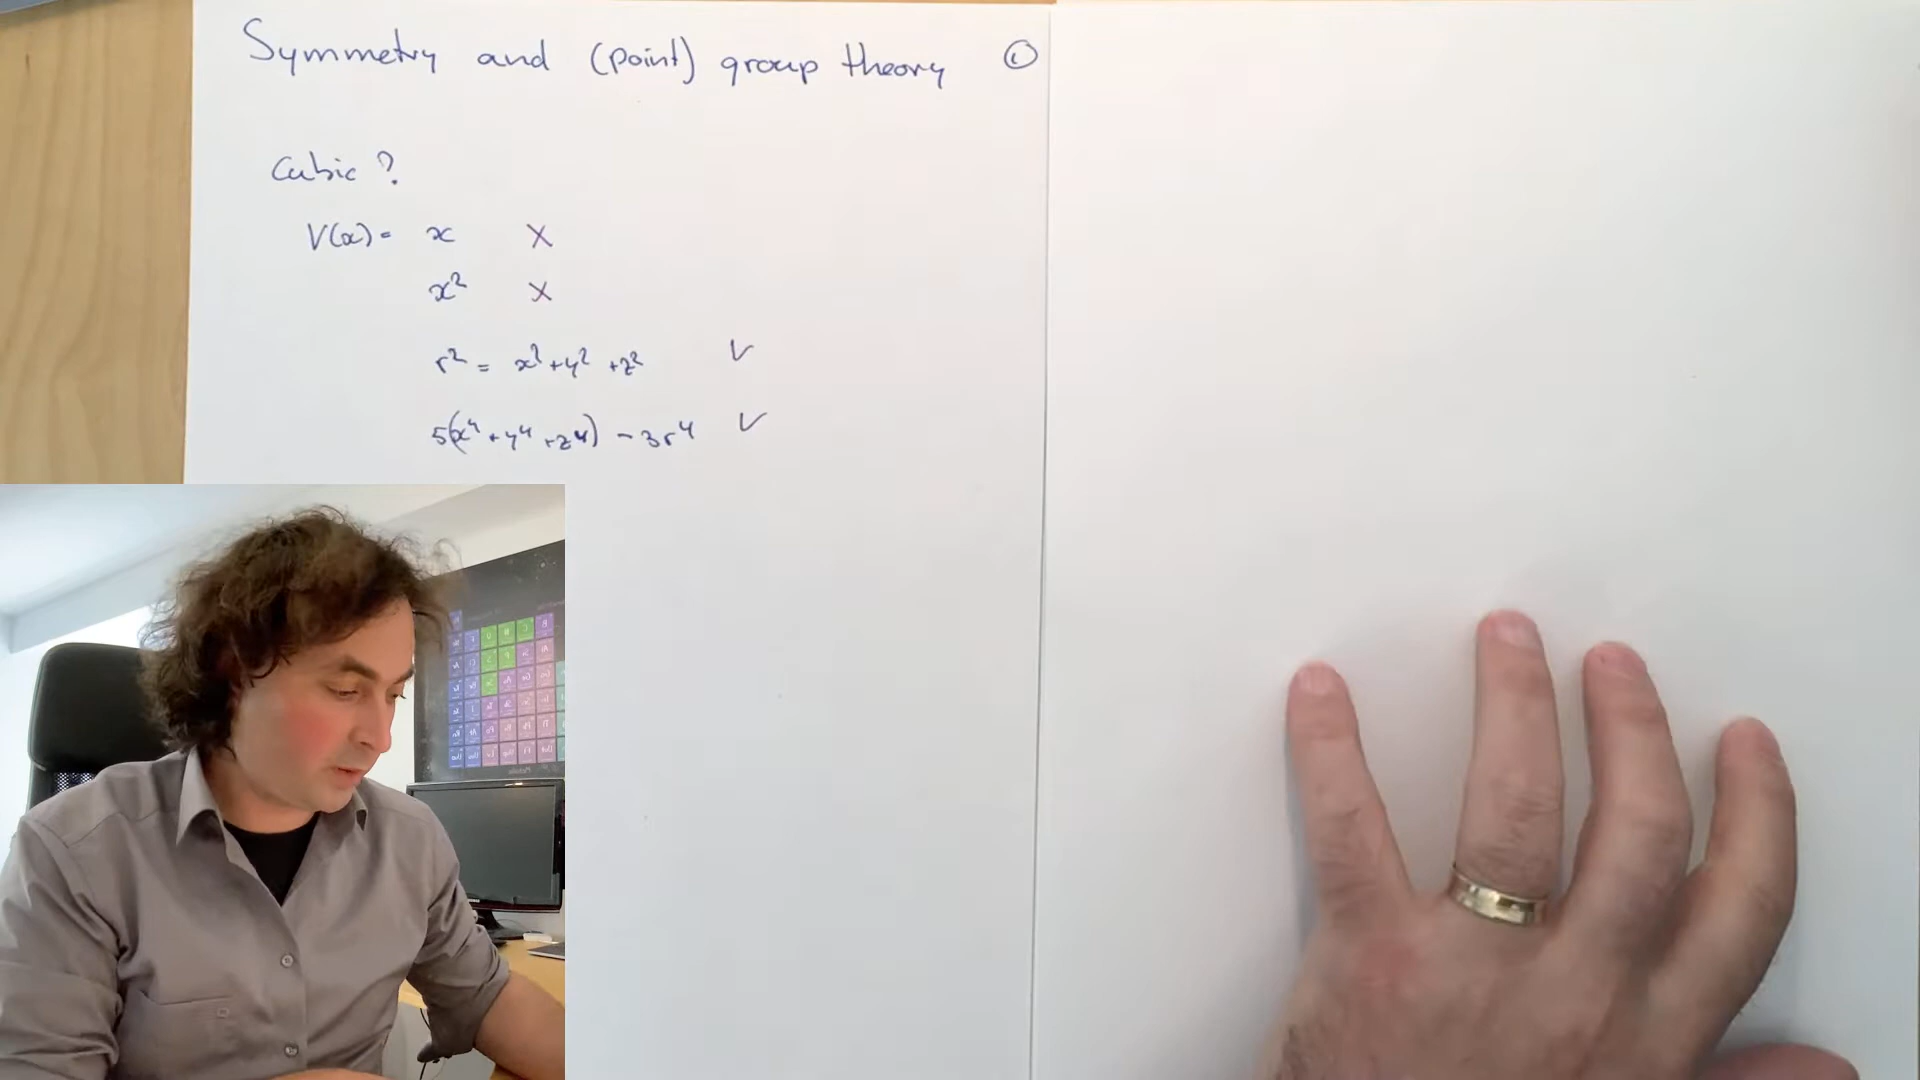 Symmetry and (point) group theory ①
Cubic ?
V(x) = x X
x² X
r² = x²+y²+z² ✓
5(x⁴+y⁴+z⁴) - 3r⁴ ✓